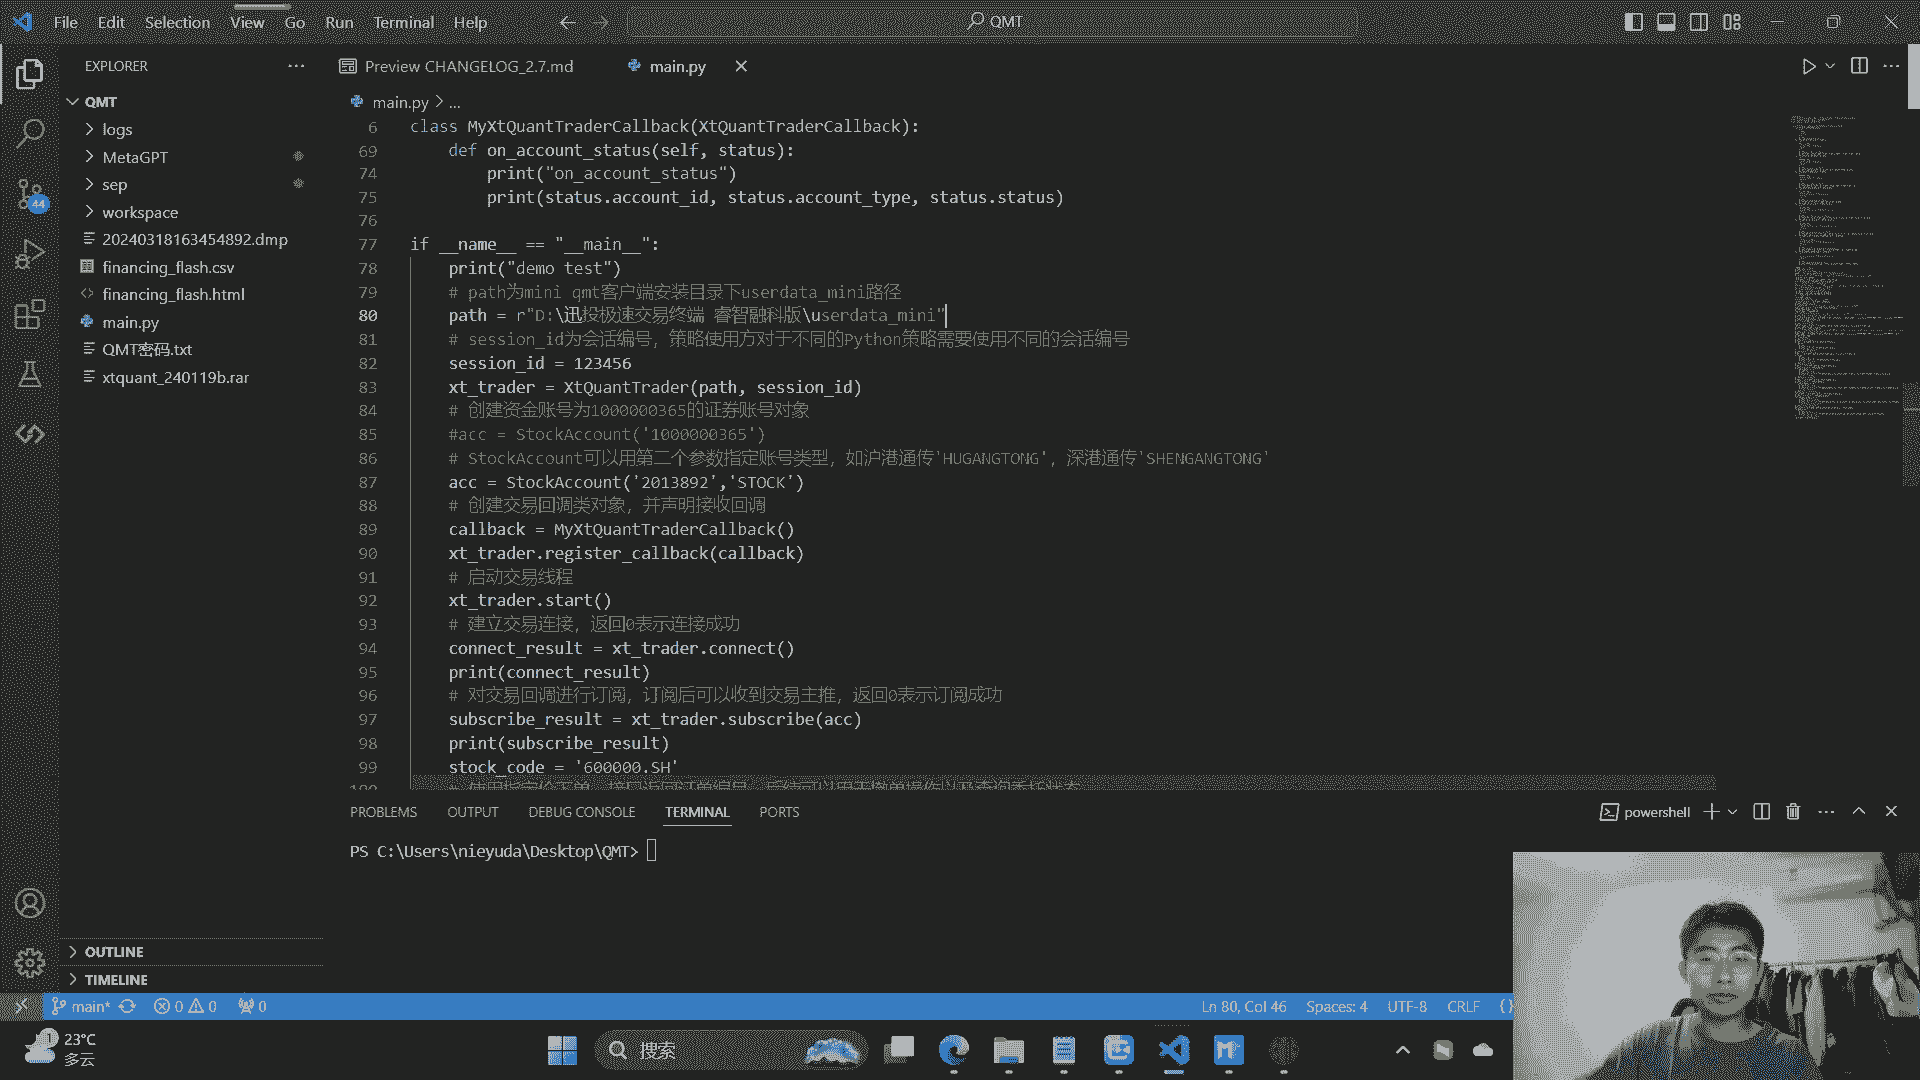 File Edit Selection View Go Run Terminal Help
QMT
EXPLORER
Preview CHANGELOG_2.7.md
main.py
QMT
logs
MetaGPT
sep
workspace
20240318163454892.dmp
financing_flash.csv
financing_flash.html
main.py
QMT密码.txt
xtquant_240119b.rar
OUTLINE
TIMELINE
main.py > ...
6 class MyXtQuantTraderCallback(XtQuantTraderCallback):
69 def on_account_status(self, status):
74 print("on_account_status")
75 print(status.account_id, status.account_type, status.status)
76
77 if __name__ == "__main__":
78 print("demo test")
79 # path为mini qmt客户端安装目录下userdata_mini路径
80 path = r"D:\迅投极速交易终端 睿智融科版\userdata_mini"
81 # session_id为会话编号，策略使用方对于不同的Python策略需要使用不同的会话编号
82 session_id = 123456
83 xt_trader = XtQuantTrader(path, session_id)
84 # 创建资金账号为1000000365的证券账号对象
85 #acc = StockAccount('1000000365')
86 # StockAccount可以用第二个参数指定账号类型，如沪港通传'HUGANGTONG'，深港通传'SHENGANGTONG'
87 acc = StockAccount('2013892','STOCK')
88 # 创建交易回调类对象，并声明接收回调
89 callback = MyXtQuantTraderCallback()
90 xt_trader.register_callback(callback)
91 # 启动交易线程
92 xt_trader.start()
93 # 建立交易连接，返回0表示连接成功
94 connect_result = xt_trader.connect()
95 print(connect_result)
96 # 对交易回调进行订阅，订阅后可以收到交易主推，返回0表示订阅成功
97 subscribe_result = xt_trader.subscribe(acc)
98 print(subscribe_result)
99 stock_code = '600000.SH'
PROBLEMS OUTPUT DEBUG CONSOLE TERMINAL PORTS
powershell
PS C:\Users\nieyuda\Desktop\QMT>
44
main* 0 0 0
Ln 80, Col 46 Spaces: 4 UTF-8 CRLF {}
23°C
多云
搜索